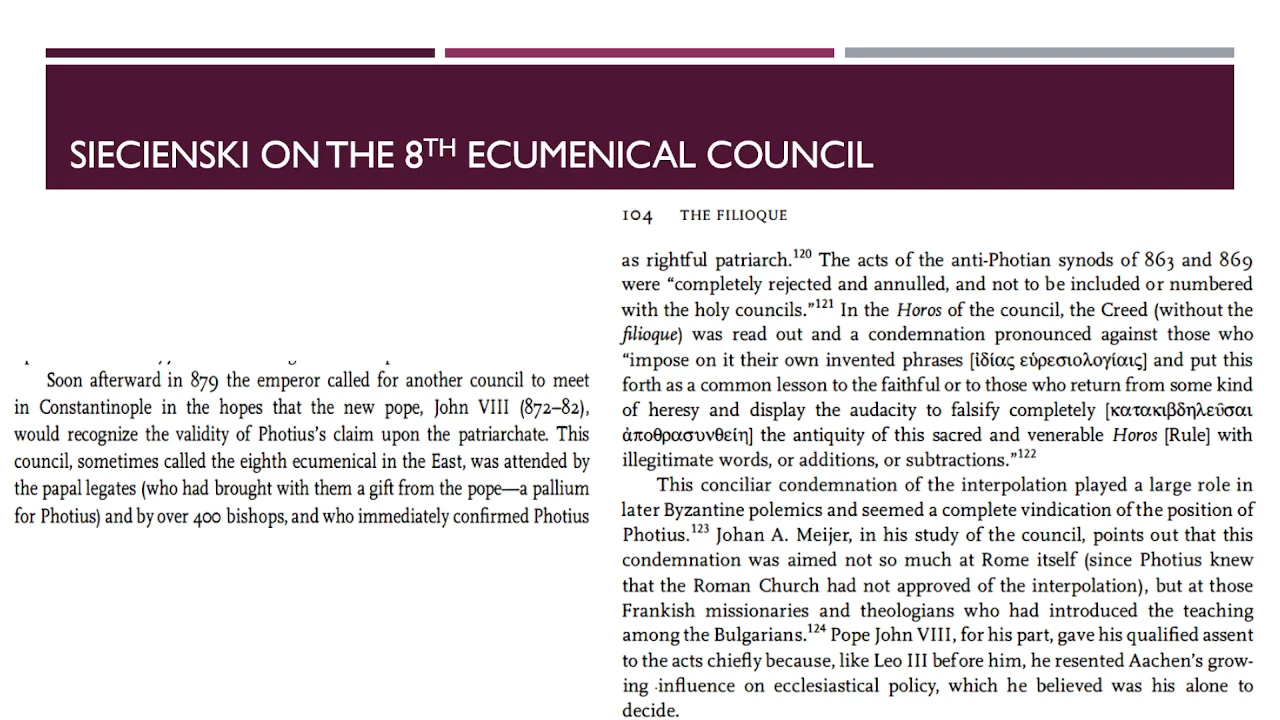 SIECIENSKI ON THE 8TH ECUMENICAL COUNCIL
Soon afterward in 879 the emperor called for another council to meet
in Constantinople in the hopes that the new pope, John VIII (872–82),
would recognize the validity of Photius's claim upon the patriarchate. This
council, sometimes called the eighth ecumenical in the East, was attended by
the papal legates (who had brought with them a gift from the pope—a pallium
for Photius) and by over 400 bishops, and who immediately confirmed Photius
104 THE FILIOQUE
as rightful patriarch.120 The acts of the anti-Photian synods of 863 and 869
were “completely rejected and annulled, and not to be included or numbered
with the holy councils.”121 In the Horos of the council, the Creed (without the
filioque) was read out and a condemnation pronounced against those who
“impose on it their own invented phrases [ἰδίας εὑρεσιολογίαις] and put this
forth as a common lesson to the faithful or to those who return from some kind
of heresy and display the audacity to falsify completely [κατακιβδηλεῦσαι
ἀποθρασυνθείη] the antiquity of this sacred and venerable Horos [Rule] with
illegitimate words, or additions, or subtractions.”122
This conciliar condemnation of the interpolation played a large role in
later Byzantine polemics and seemed a complete vindication of the position of
Photius.123 Johan A. Meijer, in his study of the council, points out that this
condemnation was aimed not so much at Rome itself (since Photius knew
that the Roman Church had not approved of the interpolation), but at those
Frankish missionaries and theologians who had introduced the teaching
among the Bulgarians.124 Pope John VIII, for his part, gave his qualified assent
to the acts chiefly because, like Leo III before him, he resented Aachen's grow-
ing influence on ecclesiastical policy, which he believed was his alone to
decide.